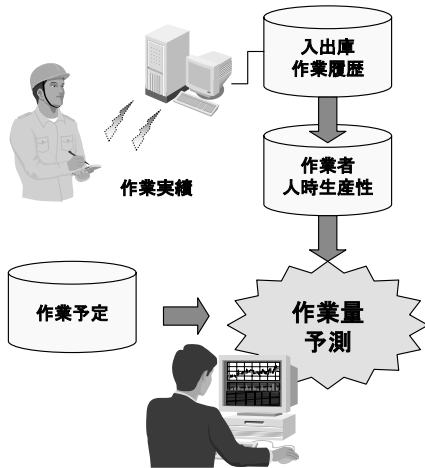 入出庫
作業履歴
作業実績
作業者
人時生産性
作業予定
作業量
予測